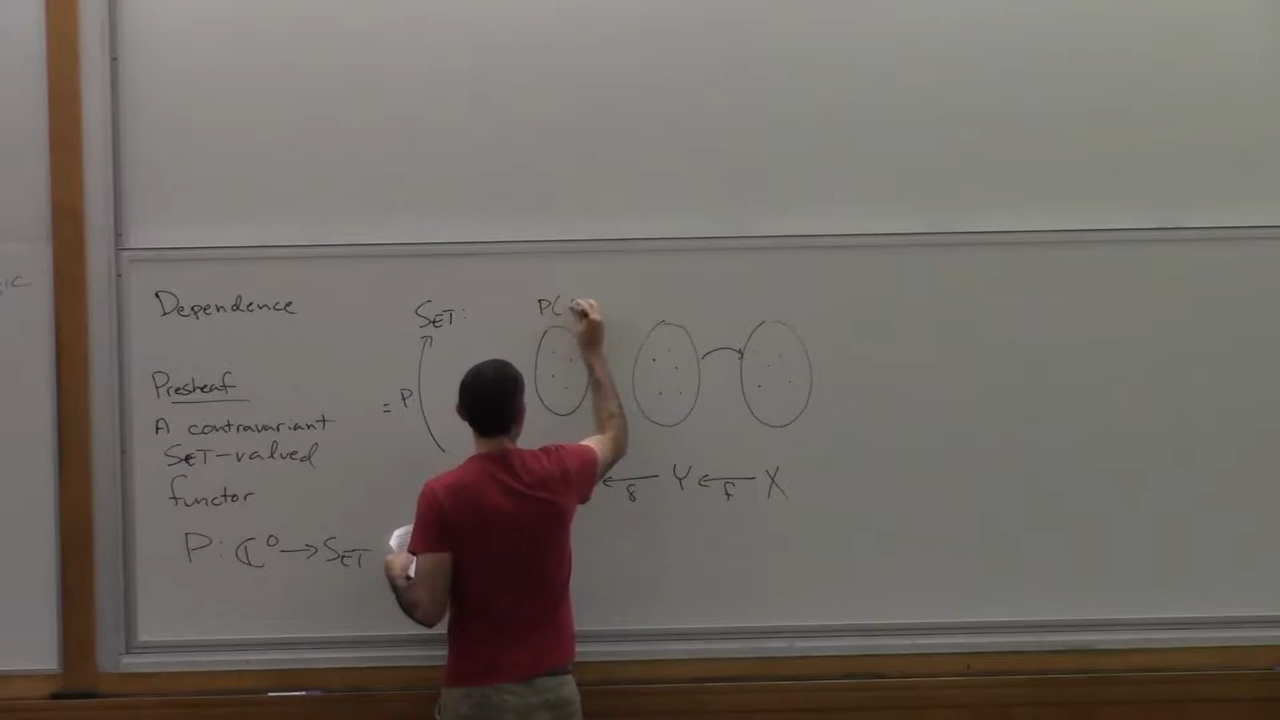 Dependence
Presheaf
A contravariant
SET-valued
functor
P: ℂ° → SET
= P
SET:
P(
← g Y ← f X